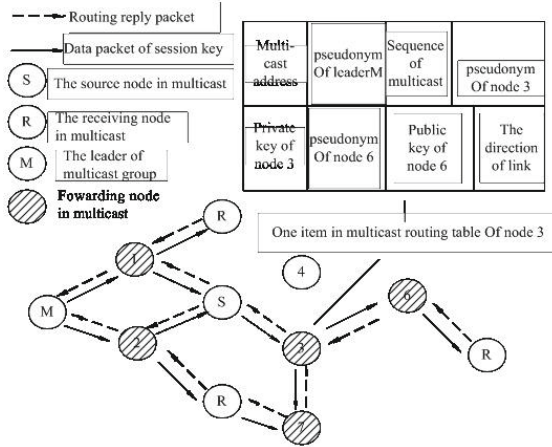 Routing reply packet
Data packet of session key
S
The source node in multicast
R
The receiving node
in multicast
M
The leader of
multicast group
Fowarding node
in multicast
Multi-
cast
address
pseudonym
Of leaderM
Sequence
of
multicast
pseudonym
Of node 3
Private
key of
node 3
pseudonym
Of node 6
Public
key of
node 6
The
direction
of link
One item in multicast routing table Of node 3
R
1
4
M
S
6
2
3
R
R
7